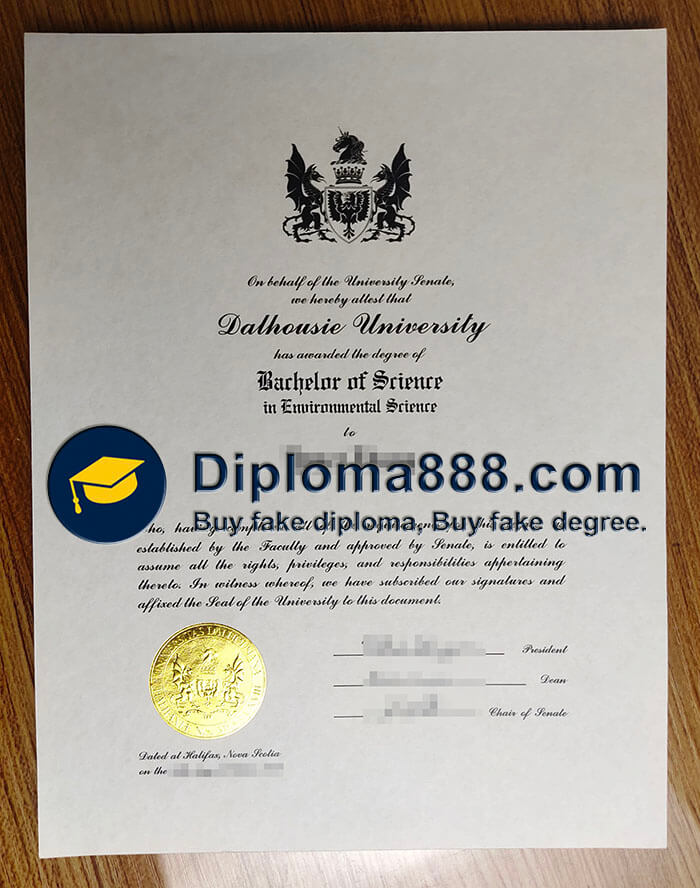 On behalf of the University Senate,
we hereby attest that
Dalhousie University
has awarded the degree of
Bachelor of Science
in Environmental Science
to
Diploma888.com
Buy fake diploma. Buy fake degree.
who, having
established by the Faculty and approved by Senate, is entitled to
assume all the rights, privileges, and responsibilities appertaining
thereto. In witness whereof, we have subscribed our signatures and
affixed the Seal of the University to this document.
President
Dean
Chair of Senate
Dated at Halifax, Nova Scotia
on the